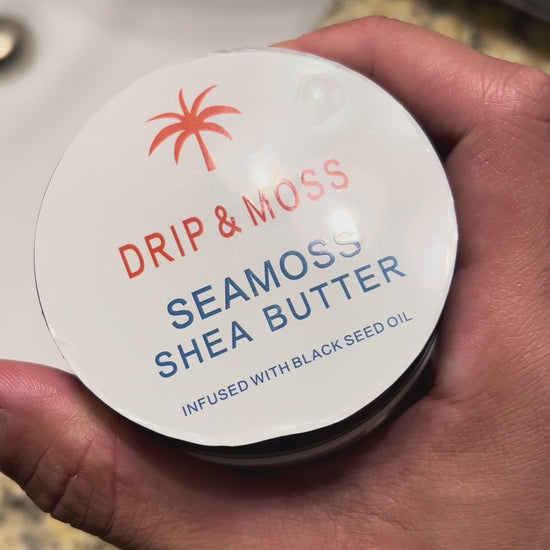 DRIP & MOSS
SEAMOSS
SHEA BUTTER
INFUSED WITH BLACK SEED OIL